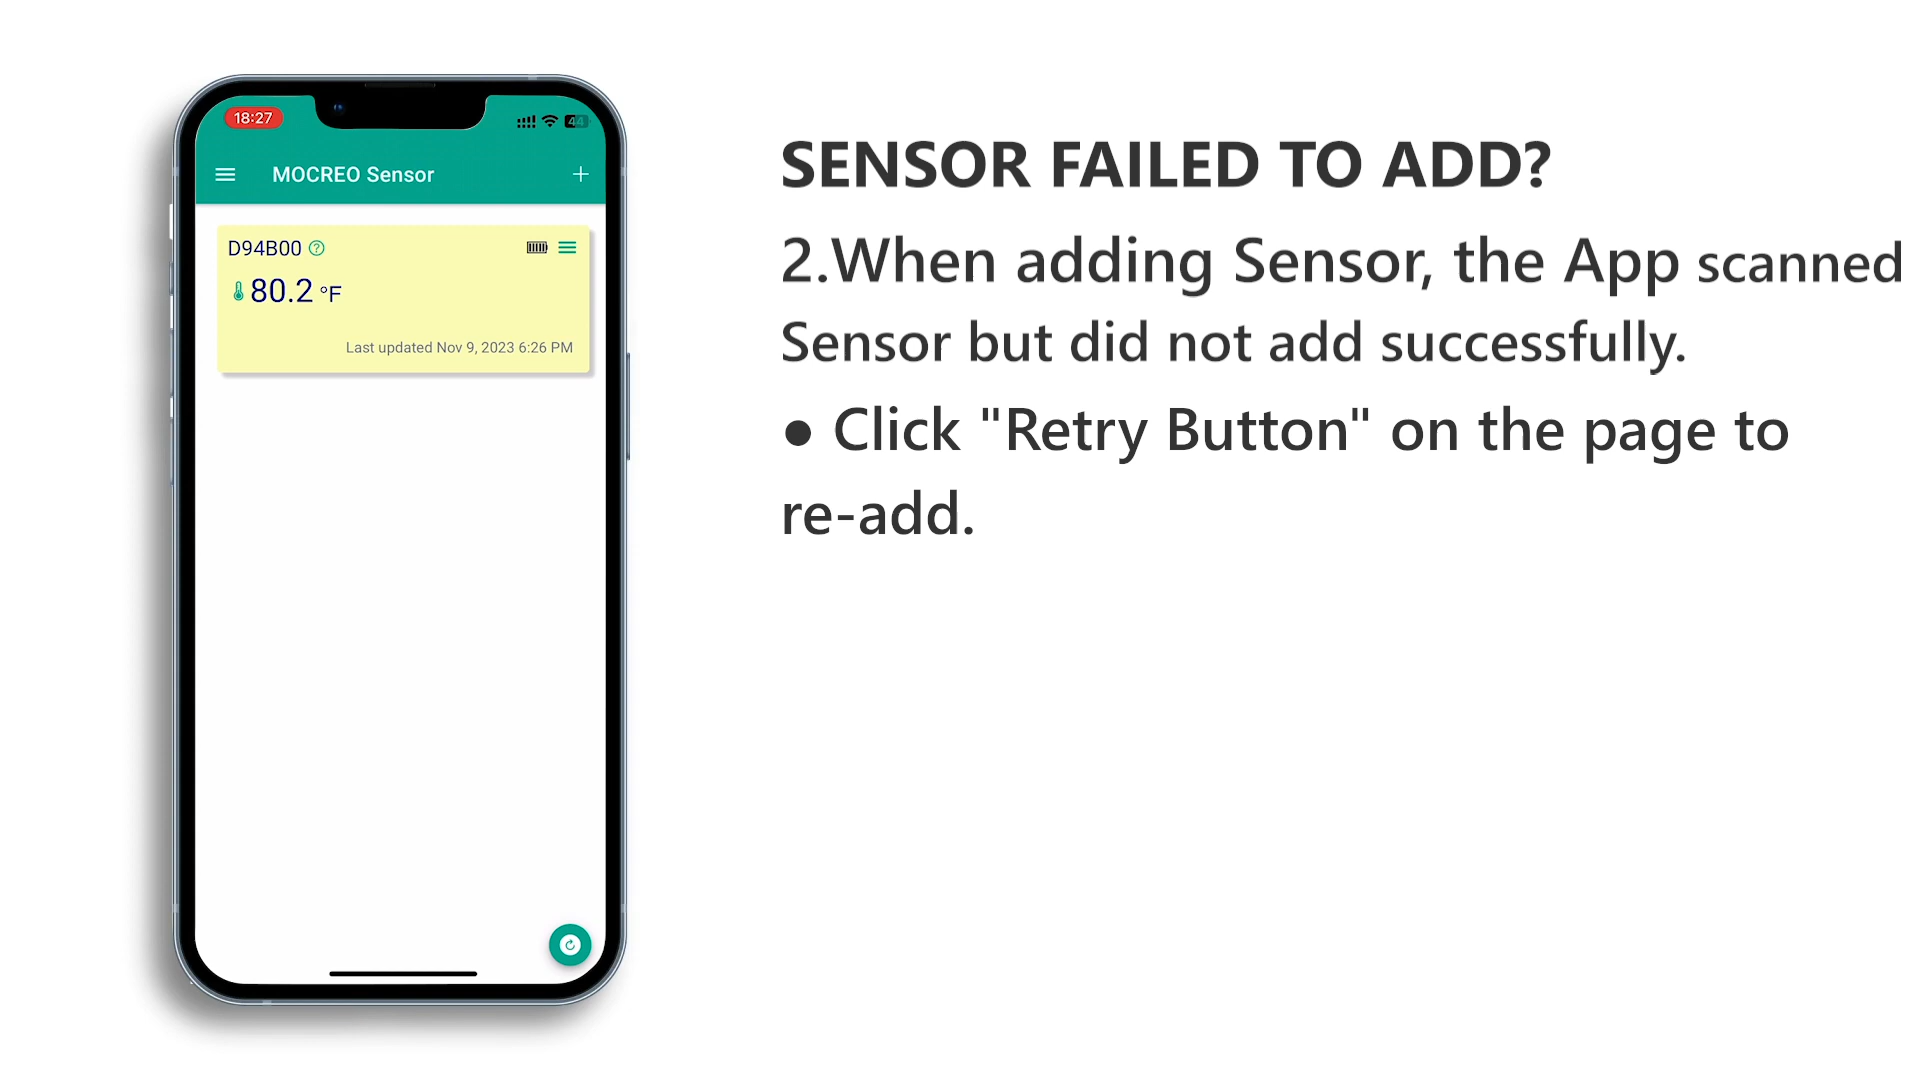 18:27
44
MOCREO Sensor
D94B00
80.2 °F
Last updated Nov 9, 2023 6:26 PM
SENSOR FAILED TO ADD?
2.When adding Sensor, the App scanned
Sensor but did not add successfully.
● Click "Retry Button" on the page to
re-add.